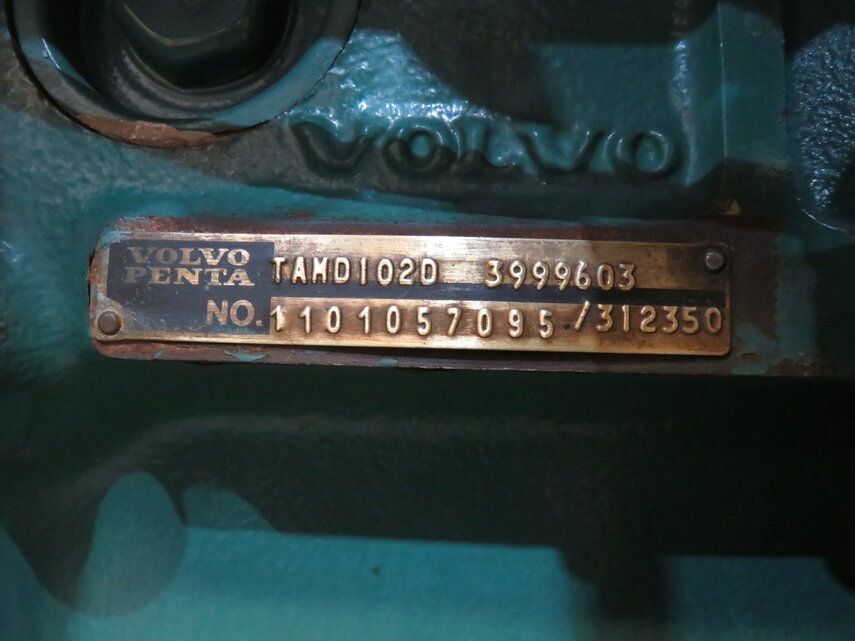 VOLVO
VOLVO PENTA TAMD102D 3999603
NO. 1101057095 /312350